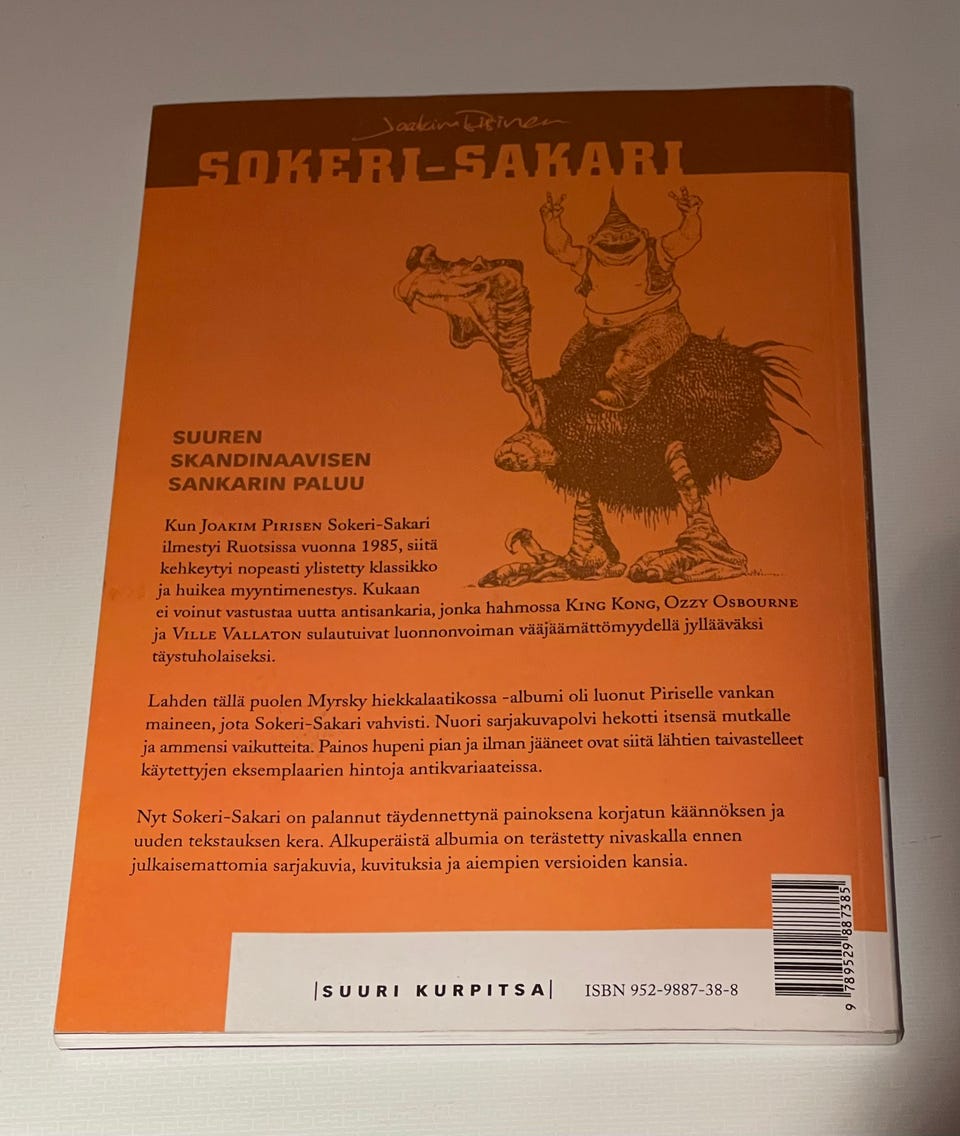 Joakim Pirinen
SOKERI-SAKARI
SUUREN
SKANDINAAVISEN
SANKARIN PALUU
Kun JOAKIM PIRISEN Sokeri-Sakari
ilmestyi Ruotsissa vuonna 1985, siitä
kehkeytyi nopeasti ylistetty klassikko
ja huikea myyntimenestys. Kukaan
ei voinut vastustaa uutta antisankaria, jonka hahmossa KING KONG, OZZY OSBOURNE
ja VILLE VALLATON sulautuivat luonnonvoiman vääjäämättömyydellä jyllääväksi
täystuholaiseksi.
Lahden tällä puolen Myrsky hiekkalaatikossa -albumi oli luonut Piriselle vankan
maineen, jota Sokeri-Sakari vahvisti. Nuori sarjakuvapolvi hekotti itsensä mutkalle
ja ammensi vaikutteita. Painos hupeni pian ja ilman jääneet ovat siitä lähtien taivastelleet
käytettyjen eksemplaarien hintoja antikvariaateissa.
Nyt Sokeri-Sakari on palannut täydennettynä painoksena korjatun käännöksen ja
uuden tekstauksen kera. Alkuperäistä albumia on terästetty nivaskalla ennen
julkaisemattomia sarjakuvia, kuvituksia ja aiempien versioiden kansia.
|SUURI KURPITSA| ISBN 952-9887-38-8
9 789529 887385